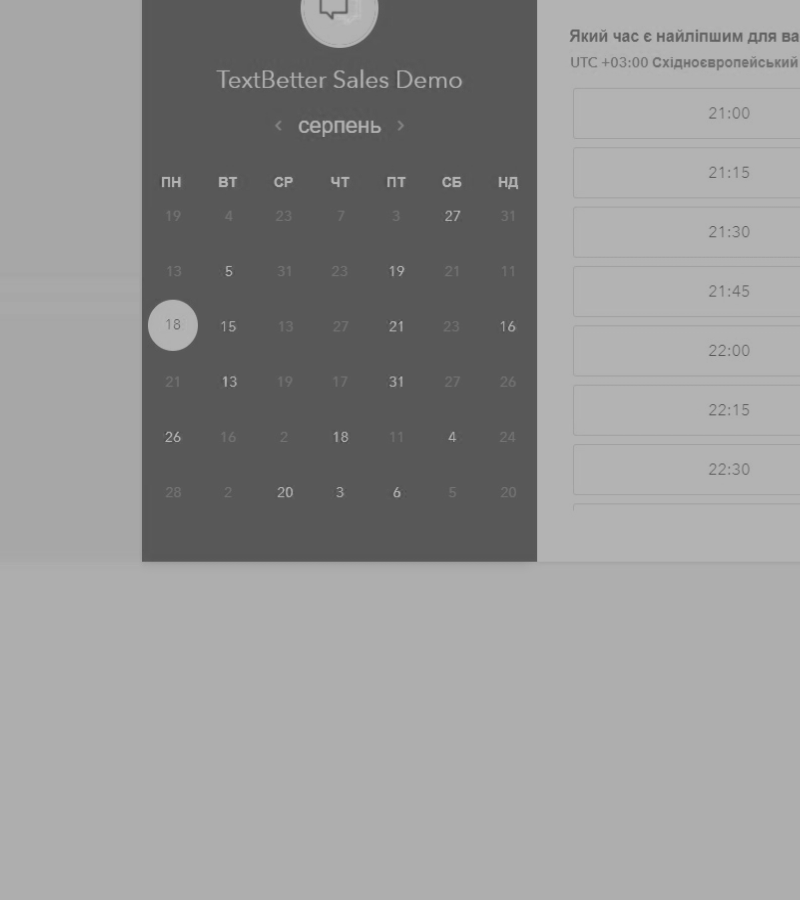 TextBetter Sales Demo
‹ серпень ›
ПН ВТ СР ЧТ ПТ СБ НД
19 4 23 7 3 27 31
13 5 31 23 19 21 11
18 15 13 27 21 23 16
21 13 19 17 31 27 26
26 16 2 18 11 4 24
28 2 20 3 6 5 20
Який час є найліпшим для ва
UTC +03:00 Східноєвропейський
21:00
21:15
21:30
21:45
22:00
22:15
22:30